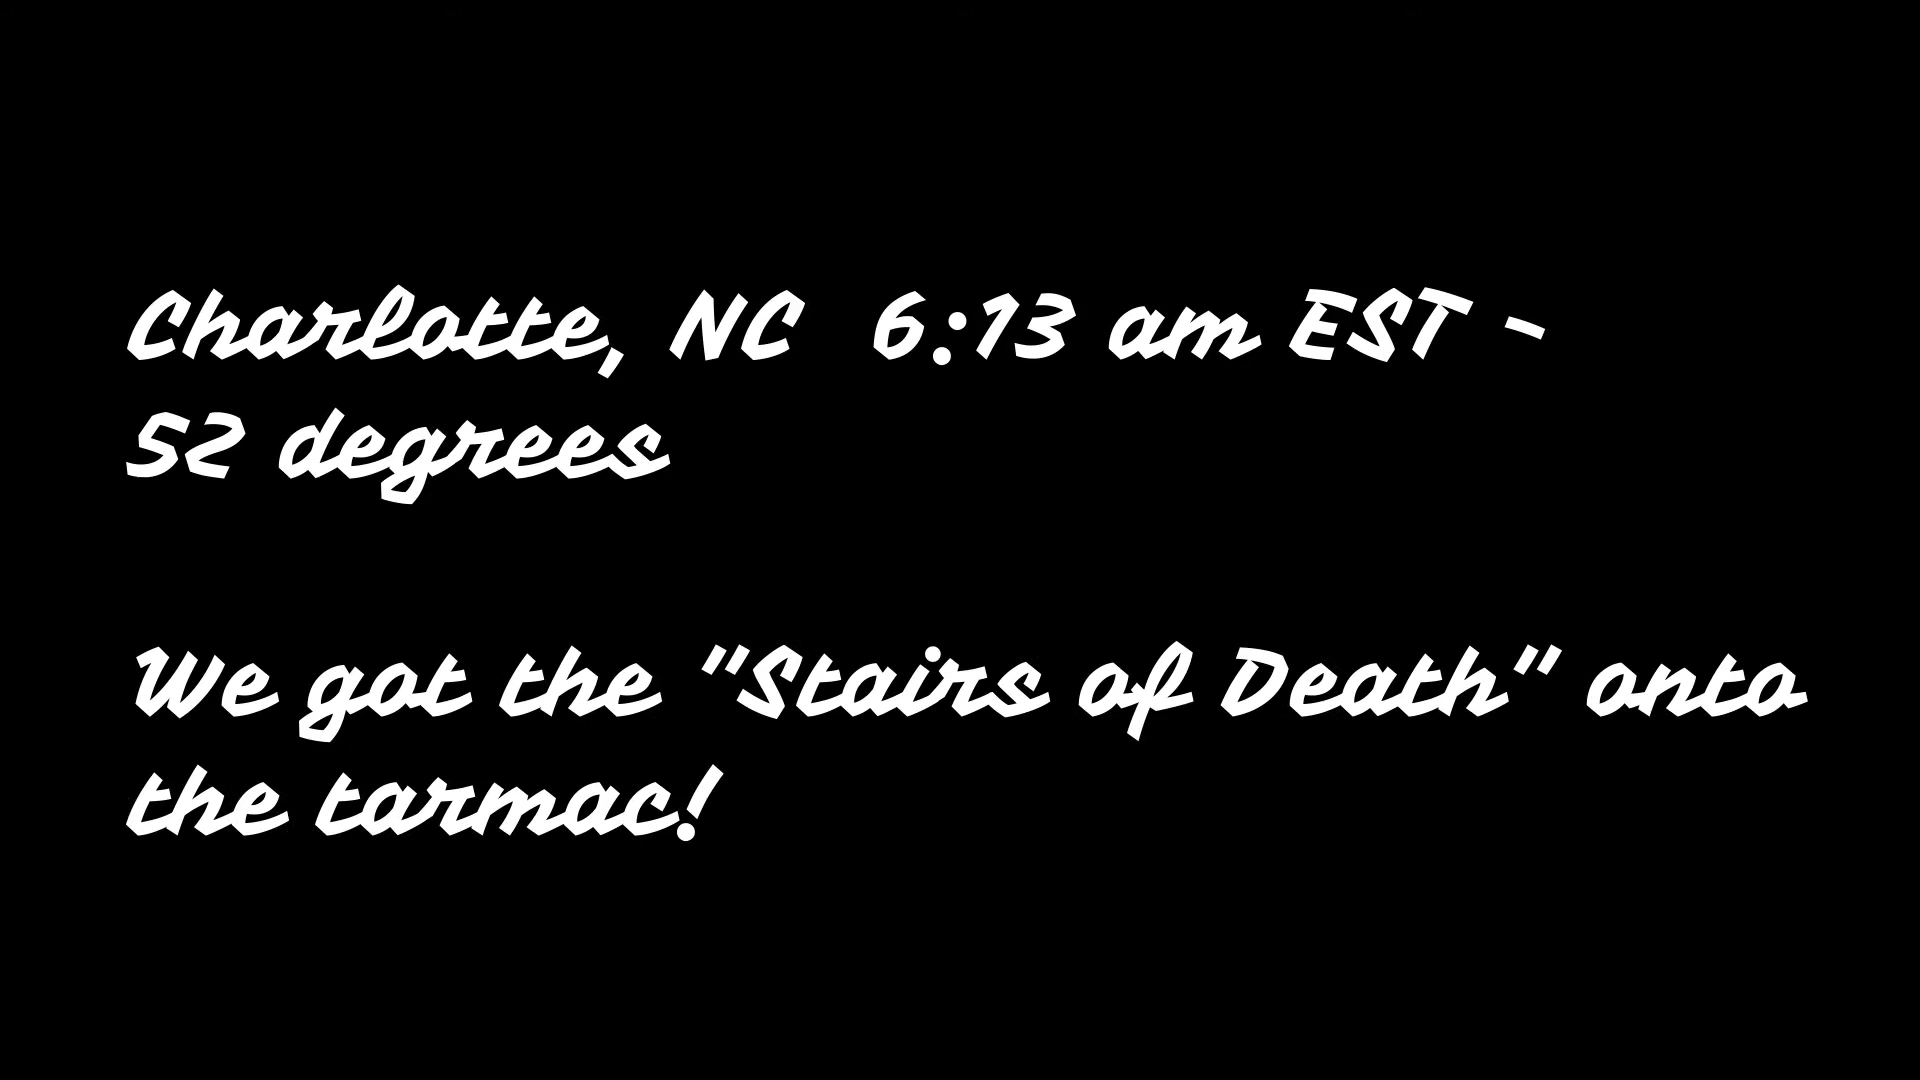 Charlotte, NC  6:13 am EST -
52 degrees
We got the "Stairs of Death" onto
the tarmac!